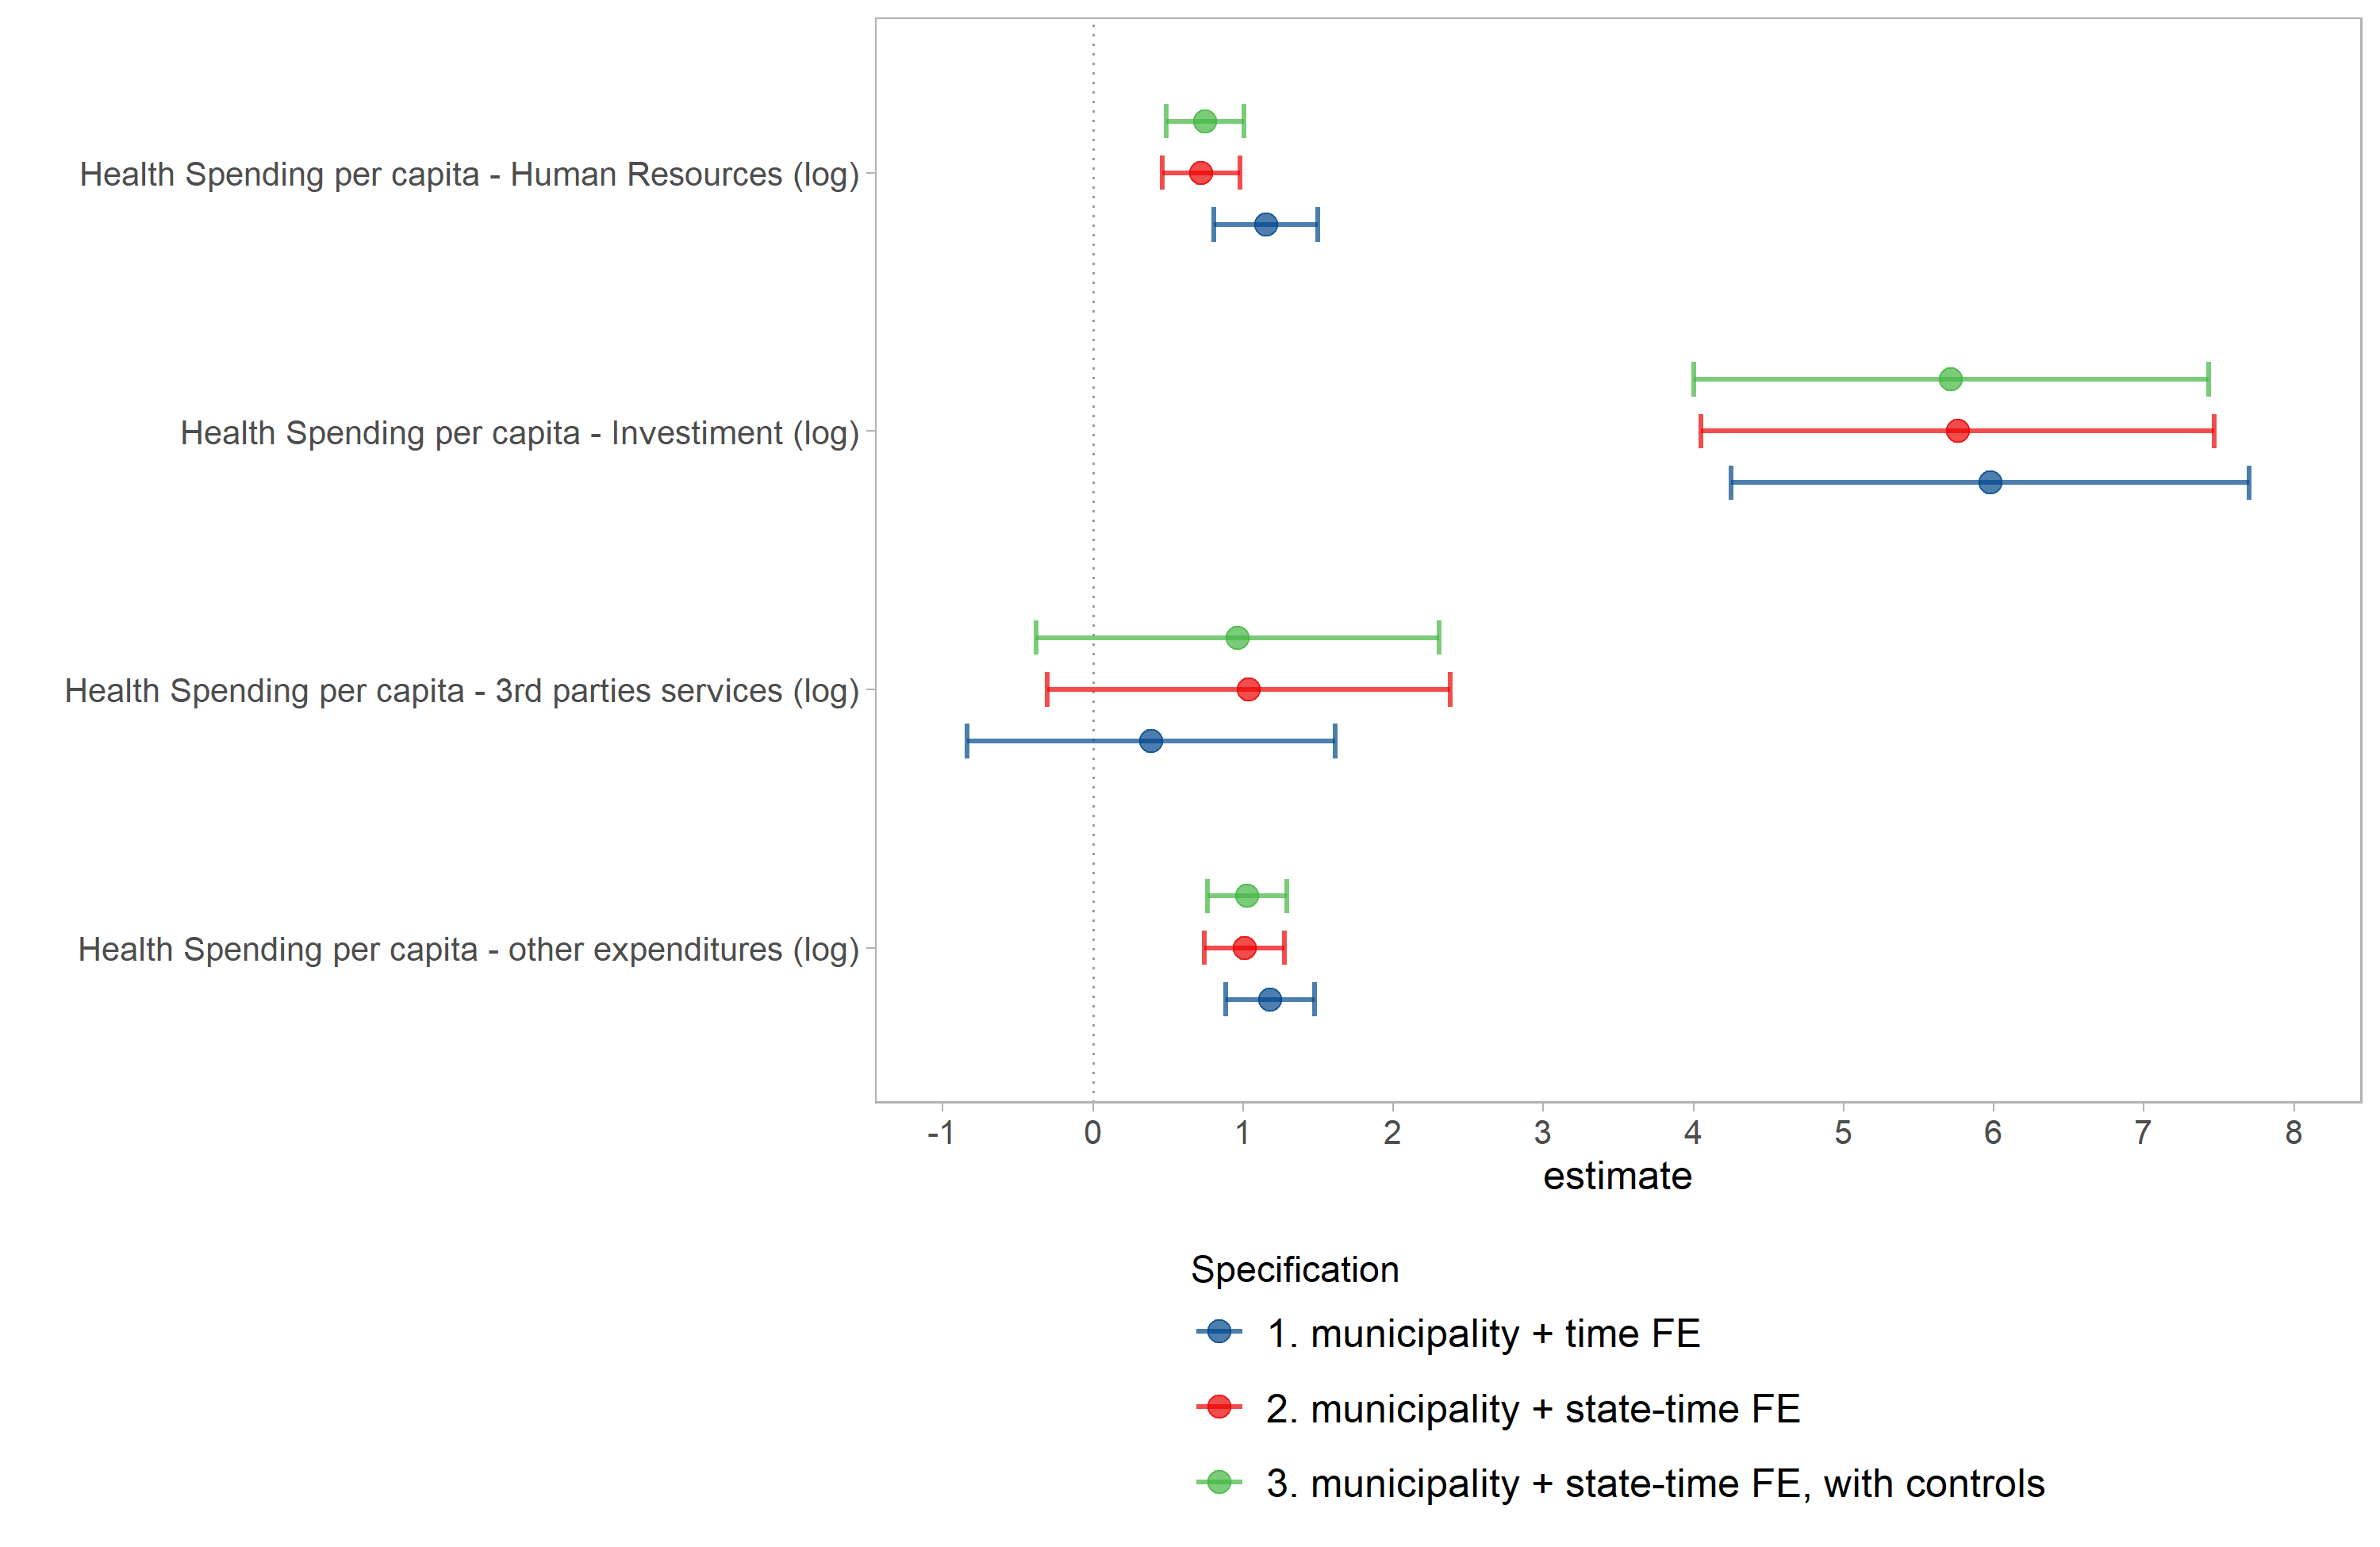 Health Spending per capita - Human Resources (log)
Health Spending per capita - Investiment (log)
Health Spending per capita - 3rd parties services (log)
Health Spending per capita - other expenditures (log)
-1 0 1 2 3 4 5 6 7 8
estimate
Specification
1. municipality + time FE
2. municipality + state-time FE
3. municipality + state-time FE, with controls